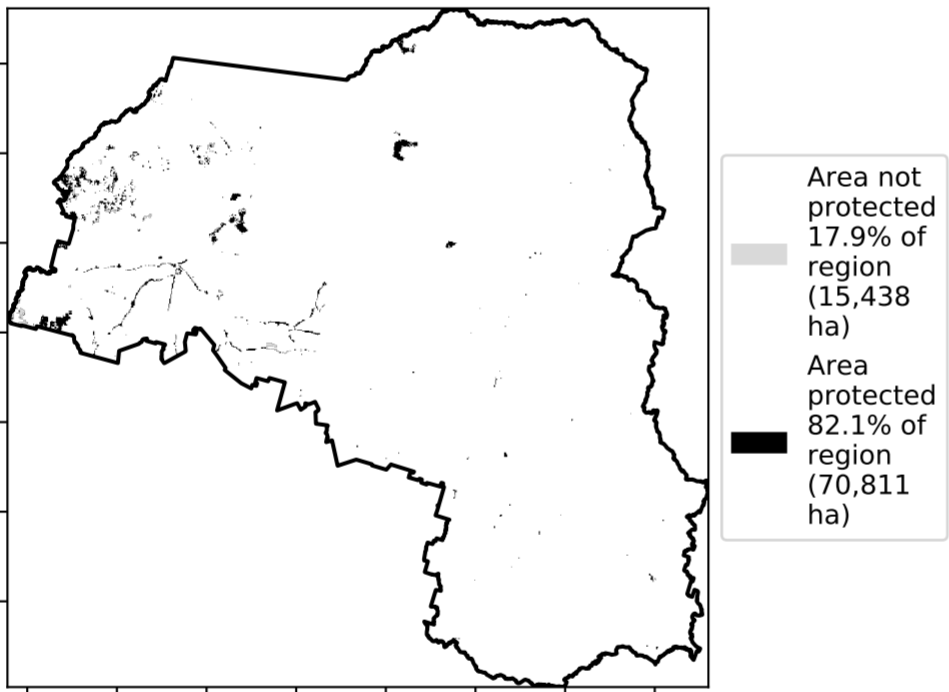 Area not
protected
17.9% of
region
(15,438
ha)
Area
protected
82.1% of
region
(70,811
ha)